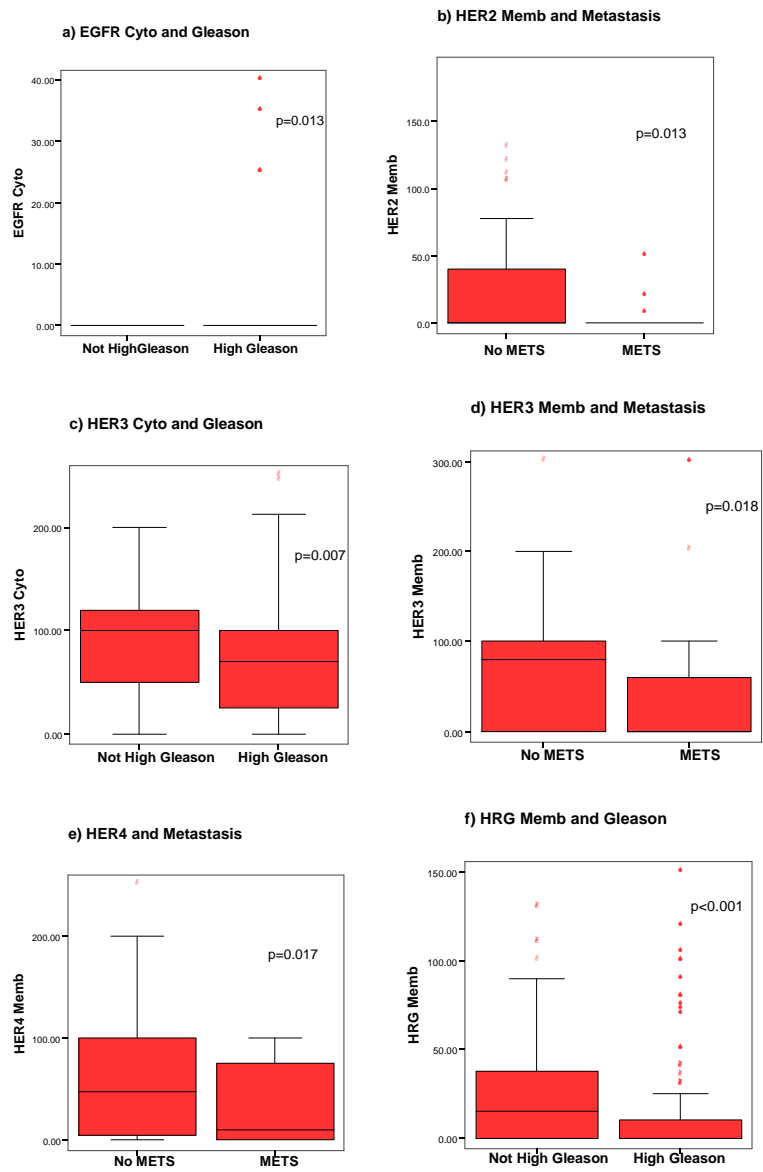 a) EGFR Cyto and Gleason
40.00
30.00
20.00
10.00
0.00
EGFR Cyto
p=0.013
Not HighGleason
High Gleason
b) HER2 Memb and Metastasis
150.0
100.0
50.0
0.0
HER2 Memb
p=0.013
No METS
METS
c) HER3 Cyto and Gleason
200.00
100.00
0.00
HER3 Cyto
p=0.007
Not High Gleason
High Gleason
d) HER3 Memb and Metastasis
300.00
200.00
100.00
0.00
HER3 Memb
p=0.018
No METS
METS
e) HER4 and Metastasis
200.00
100.00
0.00
HER4 Memb
p=0.017
No METS
METS
f) HRG Memb and Gleason
150.00
100.00
50.00
0.00
HRG Memb
p<0.001
Not High Gleason
High Gleason